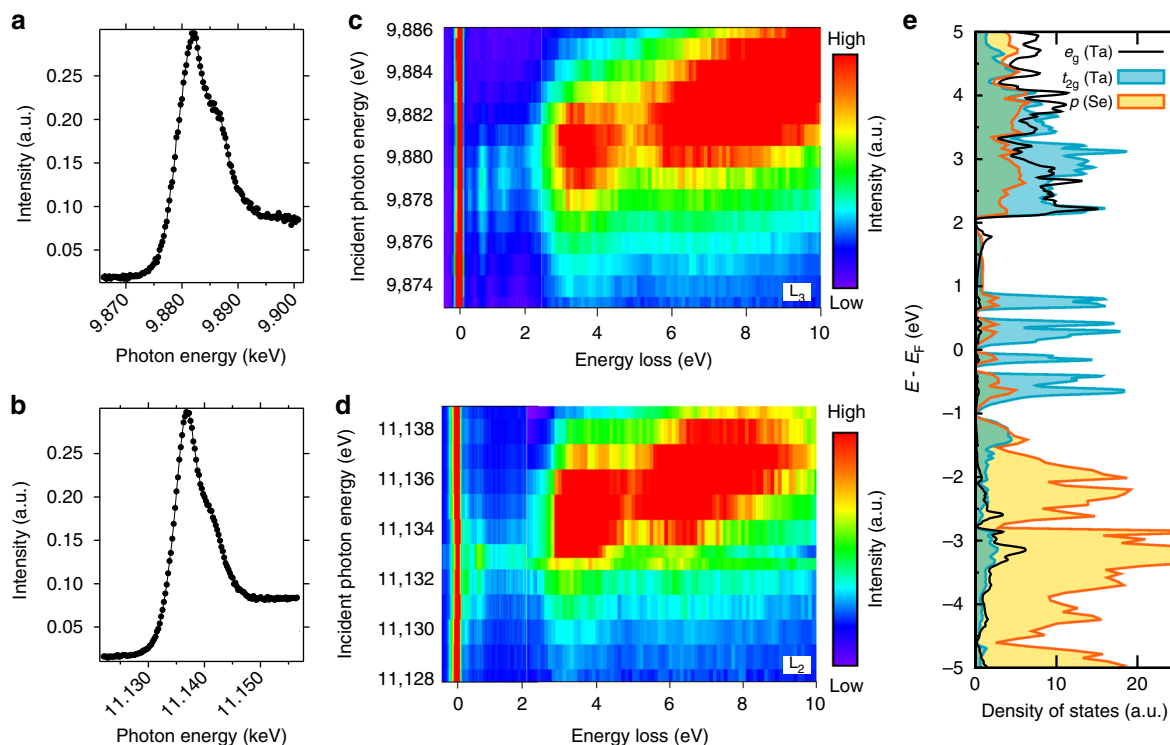 a
Intensity (a.u.)
0.25
0.20
0.15
0.10
0.05
9.870
9.880
9.890
9.900
Photon energy (keV)
b
Intensity (a.u.)
0.25
0.20
0.15
0.10
0.05
11.130
11.140
11.150
Photon energy (keV)
c
Incident photon energy (eV)
9,886
9,884
9,882
9,880
9,878
9,876
9,874
L3
0
2
4
6
8
10
Energy loss (eV)
High
Intensity (a.u.)
Low
d
Incident photon energy (eV)
11,138
11,136
11,134
11,132
11,130
11,128
L2
0
2
4
6
8
10
Energy loss (eV)
High
Intensity (a.u.)
Low
e
E - EF (eV)
5
4
3
2
1
0
–1
–2
–3
–4
–5
eg (Ta)
t2g (Ta)
p (Se)
0
10
20
Density of states (a.u.)